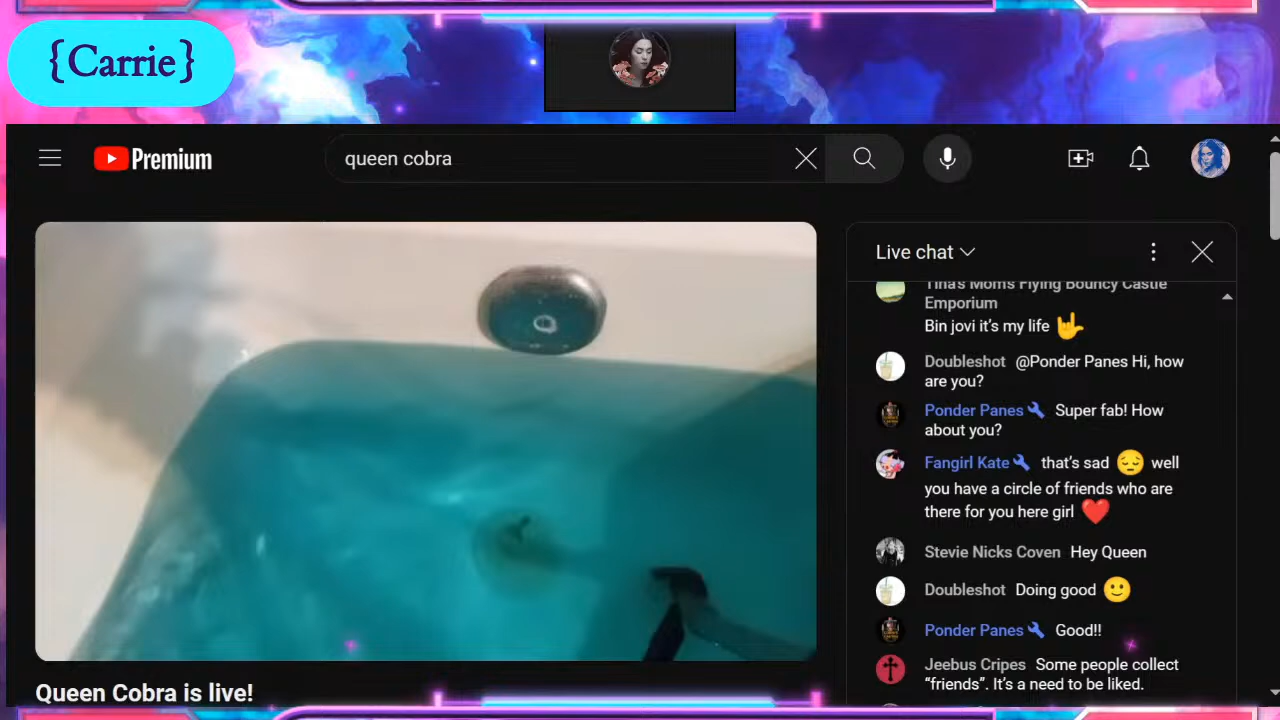 {Carrie}
Premium
queen cobra
Live chat
Tina's Mom's Flying Bouncy Castle
Emporium
Bin jovi it's my life
Doubleshot @Ponder Panes Hi, how
are you?
Ponder Panes Super fab! How
about you?
Fangirl Kate that's sad well
you have a circle of friends who are
there for you here girl
Stevie Nicks Coven Hey Queen
Doubleshot Doing good
Ponder Panes Good!!
Jeebus Cripes Some people collect
“friends”. It's a need to be liked.
Queen Cobra is live!